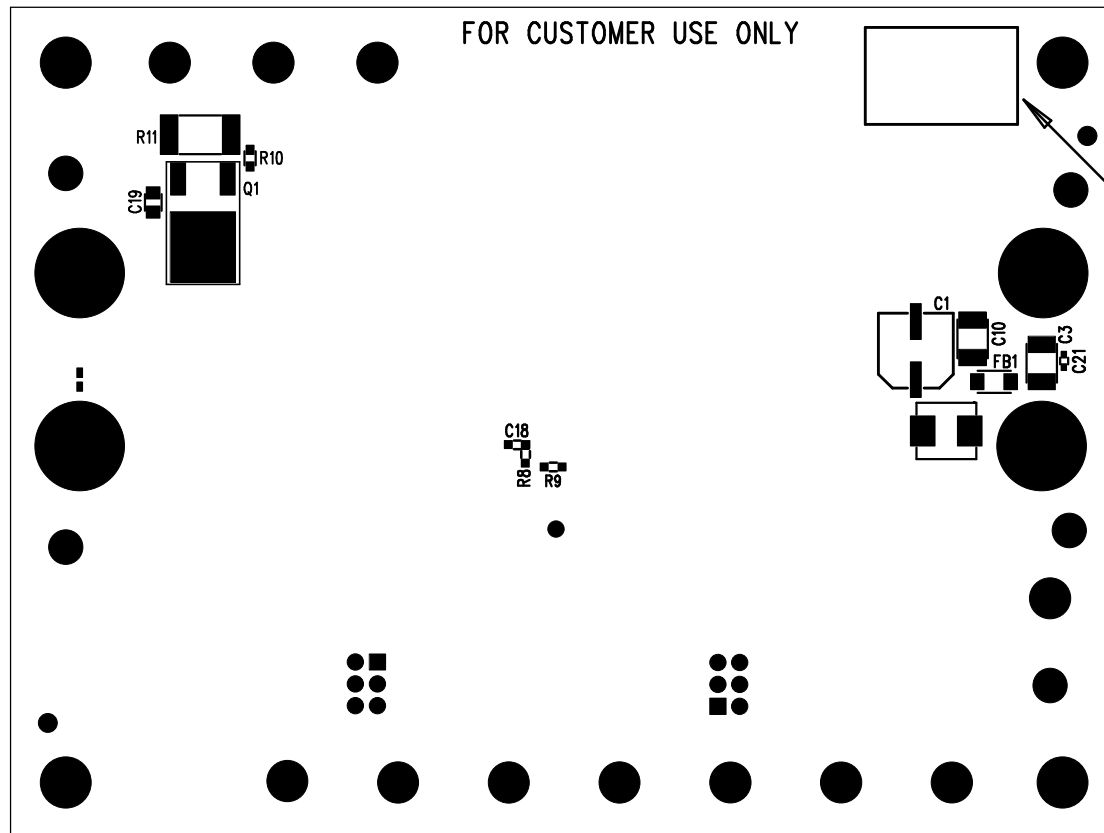 FOR CUSTOMER USE ONLY
R11
R10
Q1
C19
C1
C10
C3
C21
FB1
C18
R8
R9